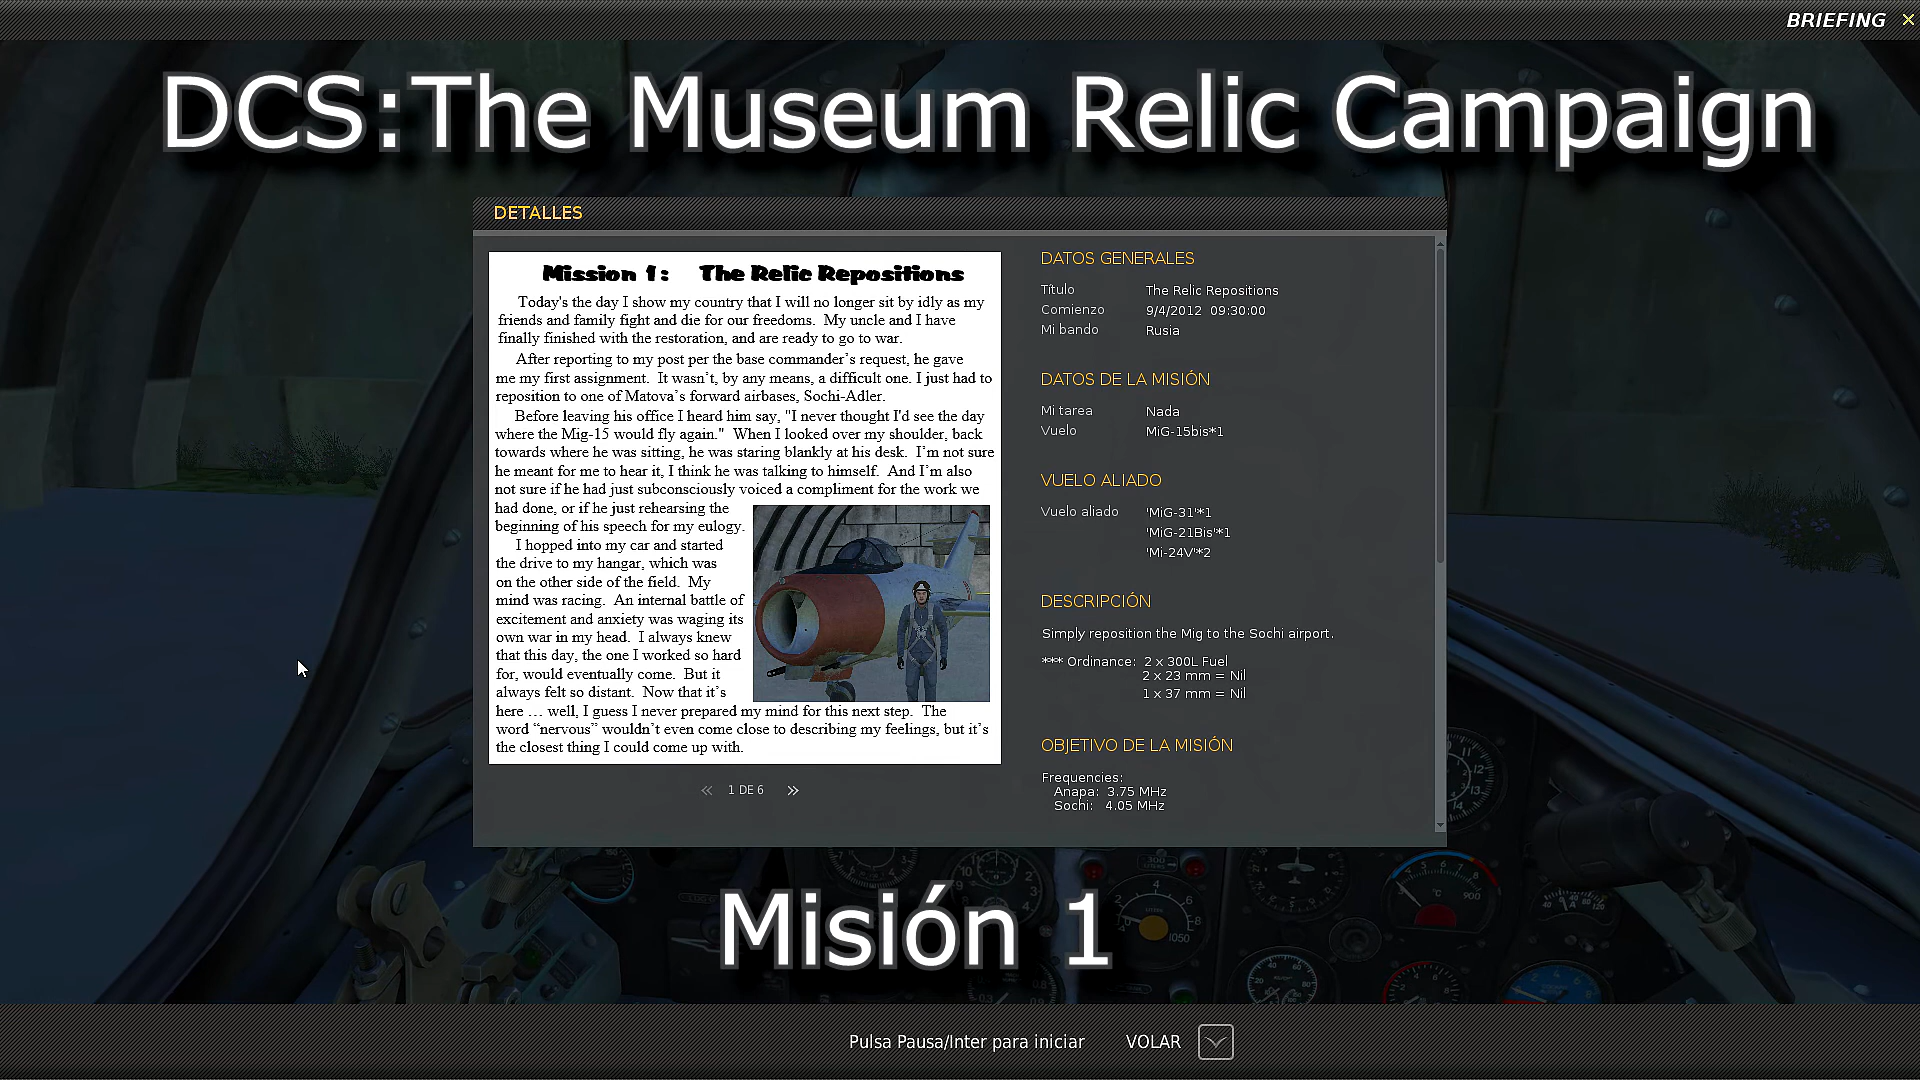 BRIEFING
DCS:The Museum Relic Campaign
DETALLES
Mission 1: The Relic Repositions
Today's the day I show my country that I will no longer sit by idly as my
friends and family fight and die for our freedoms. My uncle and I have
finally finished with the restoration, and are ready to go to war.
After reporting to my post per the base commander's request, he gave
me my first assignment. It wasn't, by any means, a difficult one. I just had to
reposition to one of Matova's forward airbases, Sochi-Adler.
Before leaving his office I heard him say, "I never thought I'd see the day
where the Mig-15 would fly again." When I looked over my shoulder, back
towards where he was sitting, he was staring blankly at his desk. I'm not sure
he meant for me to hear it, I think he was talking to himself. And I'm also
not sure if he had just subconsciously voiced a compliment for the work we
had done, or if he just rehearsing the
beginning of his speech for my eulogy.
I hopped into my car and started
the drive to my hangar, which was
on the other side of the field. My
mind was racing. An internal battle of
excitement and anxiety was waging its
own war in my head. I always knew
that this day, the one I worked so hard
for, would eventually come. But it
always felt so distant. Now that it's
here … well, I guess I never prepared my mind for this next step. The
word “nervous” wouldn't even come close to describing my feelings, but it's
the closest thing I could come up with.
1 DE 6
DATOS GENERALES
Título The Relic Repositions
Comienzo 9/4/2012 09:30:00
Mi bando Rusia
DATOS DE LA MISIÓN
Mi tarea Nada
Vuelo MiG-15bis*1
VUELO ALIADO
Vuelo aliado 'MiG-31'*1
'MiG-21Bis'*1
'Mi-24V'*2
DESCRIPCIÓN
Simply reposition the Mig to the Sochi airport.
*** Ordinance: 2 x 300L Fuel
2 x 23 mm = Nil
1 x 37 mm = Nil
OBJETIVO DE LA MISIÓN
Frequencies:
Anapa: 3.75 MHz
Sochi: 4.05 MHz
Misión 1
Pulsa Pausa/Inter para iniciar VOLAR